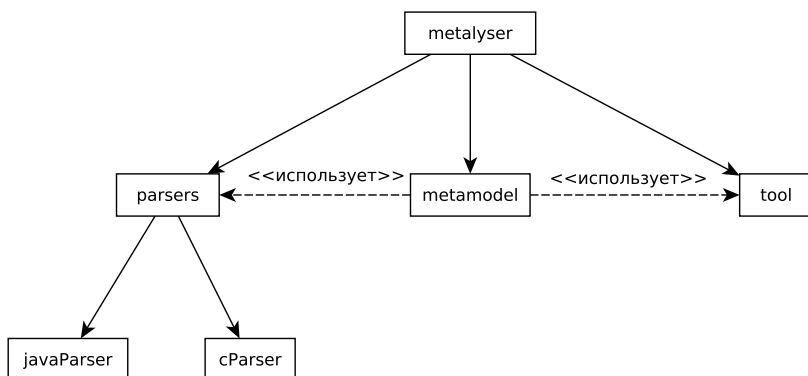 metalyser
<<использует>>
<<использует>>
parsers
metamodel
tool
javaParser
cParser